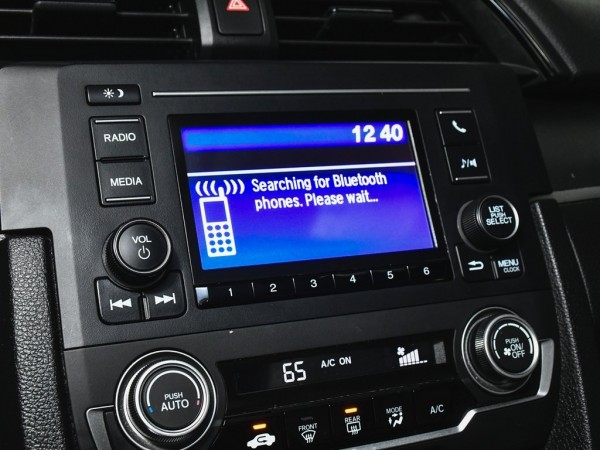 12 40
RADIO
MEDIA
Searching for Bluetooth
phones. Please wait...
LIST
PUSH
SELECT
VOL
MENU
CLOCK
1 2 3 4 5 6
PUSH
AUTO
65 A/C ON
PUSH
ON/
OFF
FRONT
REAR
MODE
A/C